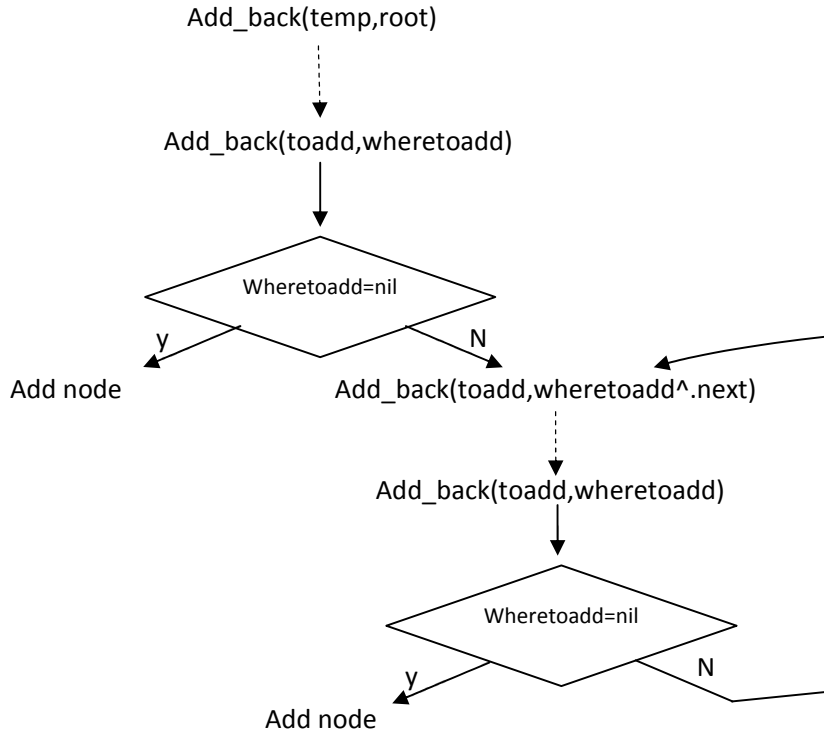 Add_back(temp,root)
Add_back(toadd,wheretoadd)
Wheretoadd=nil
y
N
Add node
Add_back(toadd,wheretoadd^.next)
Add_back(toadd,wheretoadd)
Wheretoadd=nil
y
N
Add node